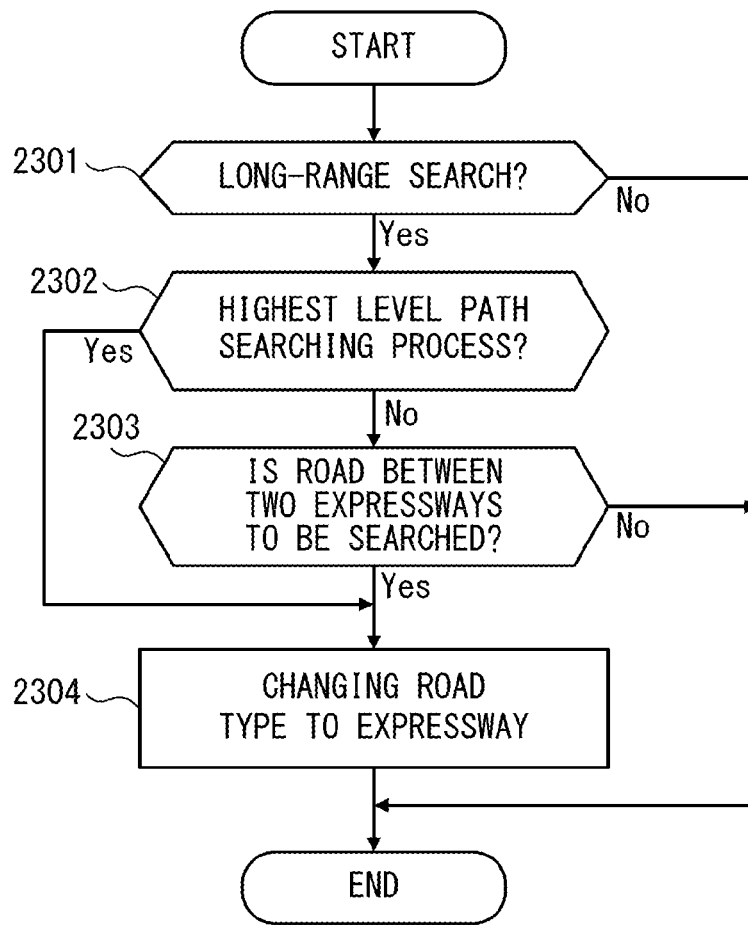 START
2301
LONG-RANGE SEARCH?
No
Yes
2302
HIGHEST LEVEL PATH
SEARCHING PROCESS?
Yes
No
2303
IS ROAD BETWEEN
TWO EXPRESSWAYS
TO BE SEARCHED?
No
Yes
2304
CHANGING ROAD
TYPE TO EXPRESSWAY
END